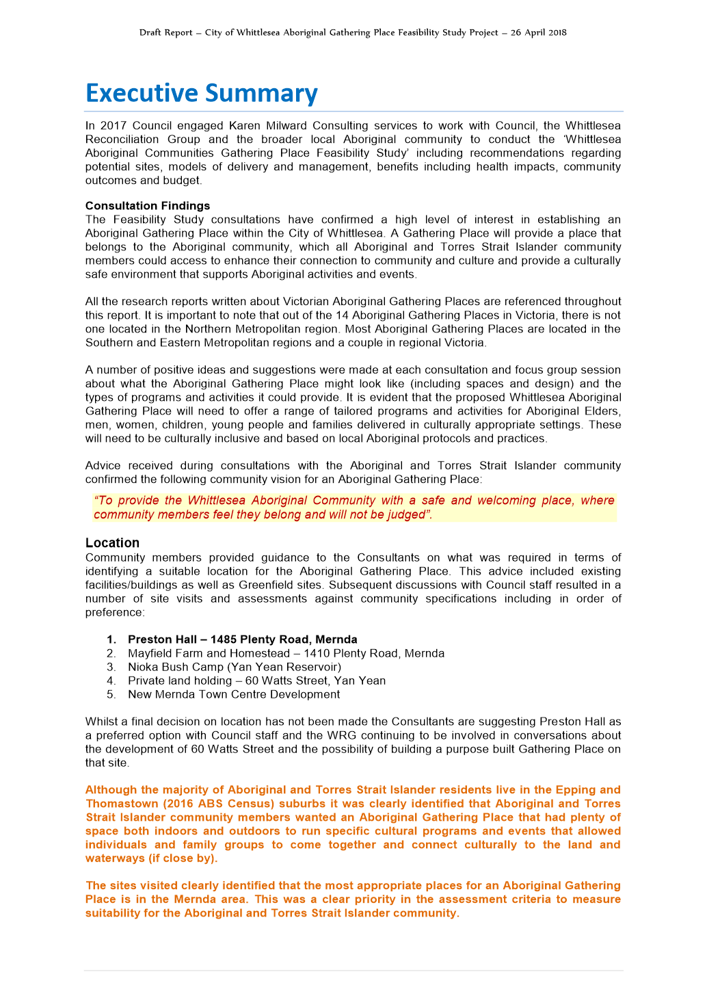 Draft Report – City of Whittlesea Aboriginal Gathering Place Feasibility Study Project – 26 April 2018
Executive Summary
In 2017 Council engaged Karen Milward Consulting services to work with Council, the Whittlesea
Reconciliation Group and the broader local Aboriginal community to conduct the ‘Whittlesea
Aboriginal Communities Gathering Place Feasibility Study’ including recommendations regarding
potential sites, models of delivery and management, benefits including health impacts, community
outcomes and budget.
Consultation Findings
The Feasibility Study consultations have confirmed a high level of interest in establishing an
Aboriginal Gathering Place within the City of Whittlesea. A Gathering Place will provide a place that
belongs to the Aboriginal community, which all Aboriginal and Torres Strait Islander community
members could access to enhance their connection to community and culture and provide a culturally
safe environment that supports Aboriginal activities and events.
All the research reports written about Victorian Aboriginal Gathering Places are referenced throughout
this report. It is important to note that out of the 14 Aboriginal Gathering Places in Victoria, there is not
one located in the Northern Metropolitan region. Most Aboriginal Gathering Places are located in the
Southern and Eastern Metropolitan regions and a couple in regional Victoria.
A number of positive ideas and suggestions were made at each consultation and focus group session
about what the Aboriginal Gathering Place might look like (including spaces and design) and the
types of programs and activities it could provide. It is evident that the proposed Whittlesea Aboriginal
Gathering Place will need to offer a range of tailored programs and activities for Aboriginal Elders,
men, women, children, young people and families delivered in culturally appropriate settings. These
will need to be culturally inclusive and based on local Aboriginal protocols and practices.
Advice received during consultations with the Aboriginal and Torres Strait Islander community
confirmed the following community vision for an Aboriginal Gathering Place:
“To provide the Whittlesea Aboriginal Community with a safe and welcoming place, where
community members feel they belong and will not be judged”.
Location
Community members provided guidance to the Consultants on what was required in terms of
identifying a suitable location for the Aboriginal Gathering Place. This advice included existing
facilities/buildings as well as Greenfield sites. Subsequent discussions with Council staff resulted in a
number of site visits and assessments against community specifications including in order of
preference:
1. Preston Hall – 1485 Plenty Road, Mernda
2. Mayfield Farm and Homestead – 1410 Plenty Road, Mernda
3. Nioka Bush Camp (Yan Yean Reservoir)
4. Private land holding – 60 Watts Street, Yan Yean
5. New Mernda Town Centre Development
Whilst a final decision on location has not been made the Consultants are suggesting Preston Hall as
a preferred option with Council staff and the WRG continuing to be involved in conversations about
the development of 60 Watts Street and the possibility of building a purpose built Gathering Place on
that site.
Although the majority of Aboriginal and Torres Strait Islander residents live in the Epping and
Thomastown (2016 ABS Census) suburbs it was clearly identified that Aboriginal and Torres
Strait Islander community members wanted an Aboriginal Gathering Place that had plenty of
space both indoors and outdoors to run specific cultural programs and events that allowed
individuals and family groups to come together and connect culturally to the land and
waterways (if close by).
The sites visited clearly identified that the most appropriate places for an Aboriginal Gathering
Place is in the Mernda area. This was a clear priority in the assessment criteria to measure
suitability for the Aboriginal and Torres Strait Islander community.